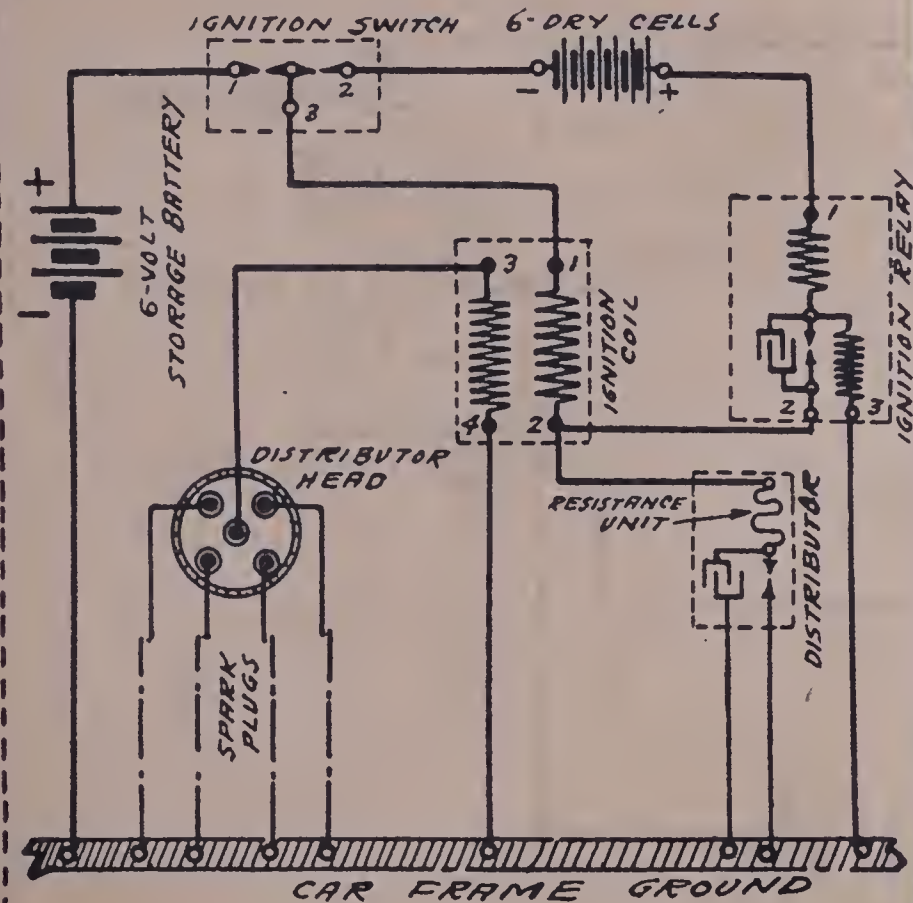 IGNITION SWITCH
6-DRY CELLS
1
2
3
-
+
+
-
6-VOLT
STORAGE BATTERY
1
IGNITION RELAY
2
3
3
1
4
2
IGNITION
COIL
DISTRIBUTOR
HEAD
RESISTANCE
UNIT
DISTRIBUTOR
SPARK
PLUGS
CAR FRAME GROUND